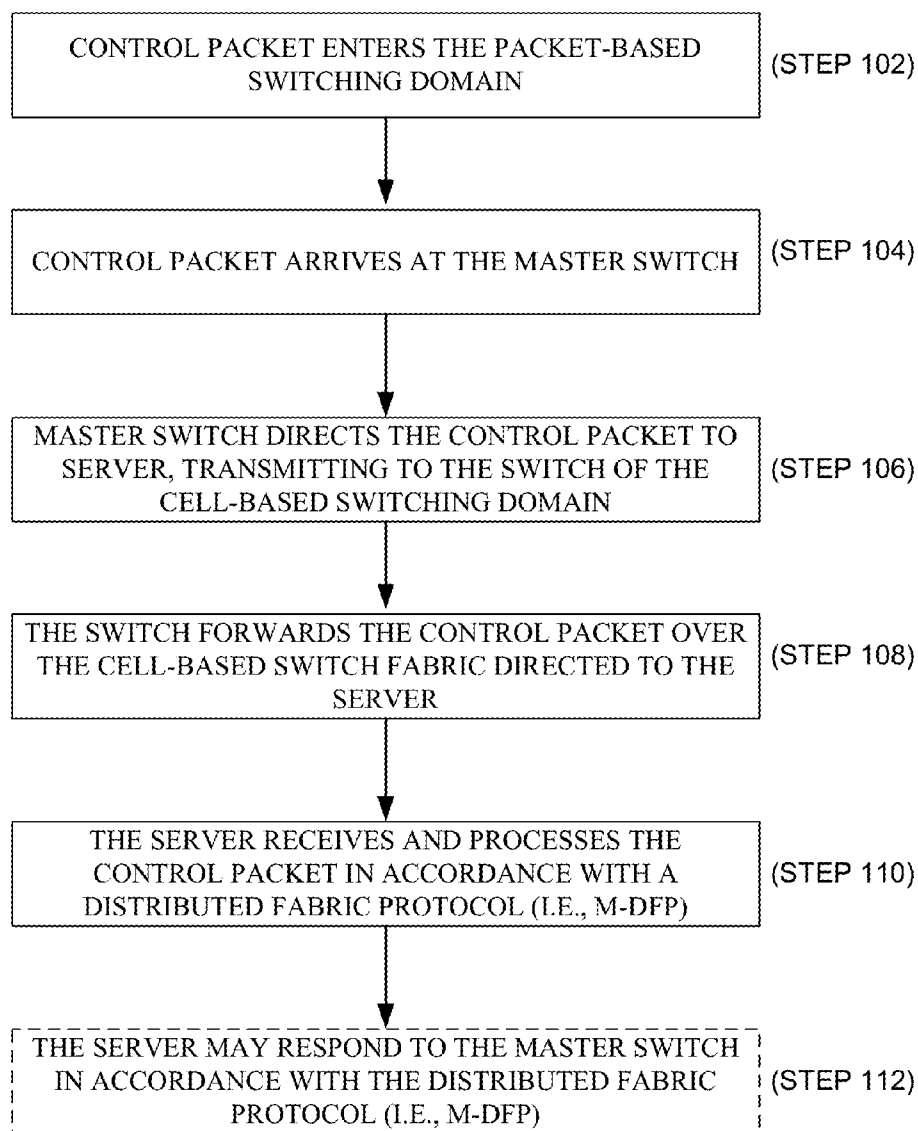 CONTROL PACKET ENTERS THE PACKET-BASED
SWITCHING DOMAIN
(STEP 102)
CONTROL PACKET ARRIVES AT THE MASTER SWITCH
(STEP 104)
MASTER SWITCH DIRECTS THE CONTROL PACKET TO
SERVER, TRANSMITTING TO THE SWITCH OF THE
CELL-BASED SWITCHING DOMAIN
(STEP 106)
THE SWITCH FORWARDS THE CONTROL PACKET OVER
THE CELL-BASED SWITCH FABRIC DIRECTED TO THE
SERVER
(STEP 108)
THE SERVER RECEIVES AND PROCESSES THE
CONTROL PACKET IN ACCORDANCE WITH A
DISTRIBUTED FABRIC PROTOCOL (I.E., M-DFP)
(STEP 110)
THE SERVER MAY RESPOND TO THE MASTER SWITCH
IN ACCORDANCE WITH THE DISTRIBUTED FABRIC
PROTOCOL (I.E., M-DFP)
(STEP 112)